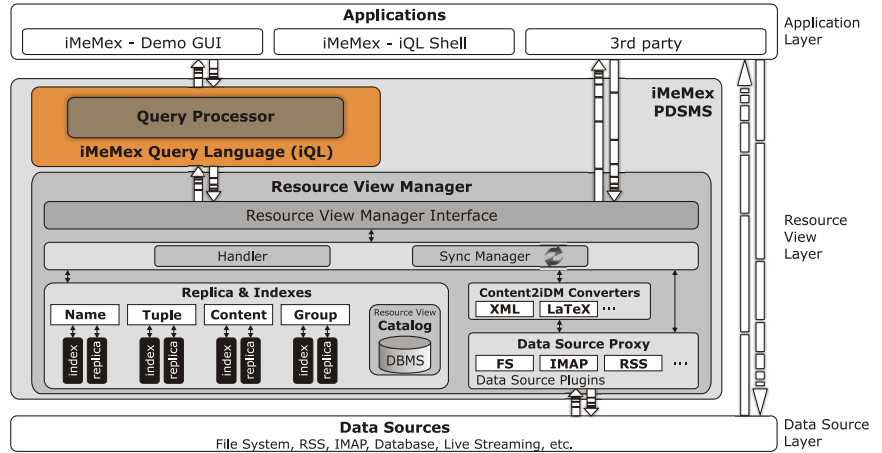 Applications
iMeMex - Demo GUI
iMeMex - iQL Shell
3rd party
Application
Layer
iMeMex
PDSMS
Query Processor
iMeMex Query Language (iQL)
Resource View Manager
Resource View Manager Interface
Handler
Sync Manager
Resource
View
Layer
Replica & Indexes
Name
Tuple
Content
Group
index
replica
index
replica
index
replica
index
replica
Resource View
Catalog
DBMS
Content2iDM Converters
XML
LaTeX
...
Data Source Proxy
FS
IMAP
RSS
...
Data Source Plugins
Data Sources
File System, RSS, IMAP, Database, Live Streaming, etc.
Data Source
Layer